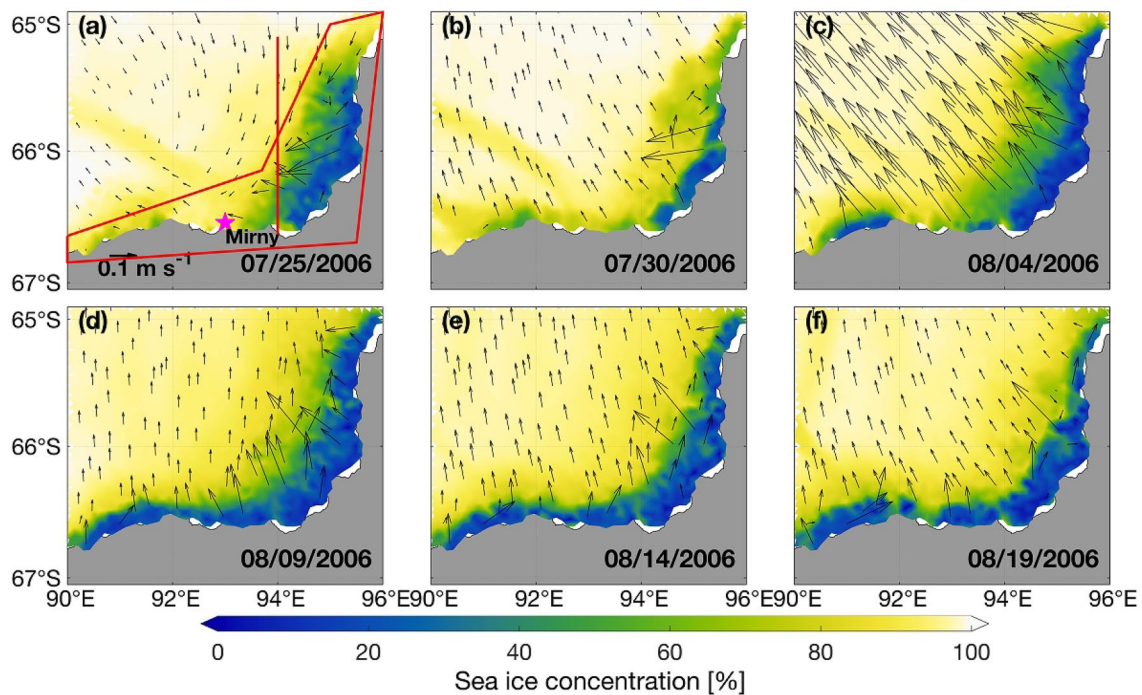 65°S
(a)
(b)
(c)
66°S
Mirny
0.1 m s⁻¹
07/25/2006
07/30/2006
08/04/2006
67°S
65°S
(d)
(e)
(f)
66°S
08/09/2006
08/14/2006
08/19/2006
67°S
90°E 92°E 94°E 96°E 90°E 92°E 94°E 96°E 90°E 92°E 94°E 96°E
0 20 40 60 80 100
Sea ice concentration [%]